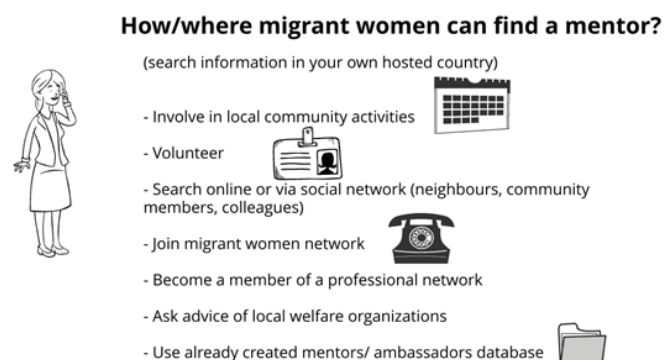 How/where migrant women can find a mentor?
(search information in your own hosted country)
- Involve in local community activities
- Volunteer
- Search online or via social network (neighbours, community
members, colleagues)
- Join migrant women network
- Become a member of a professional network
- Ask advice of local welfare organizations
- Use already created mentors/ ambassadors database